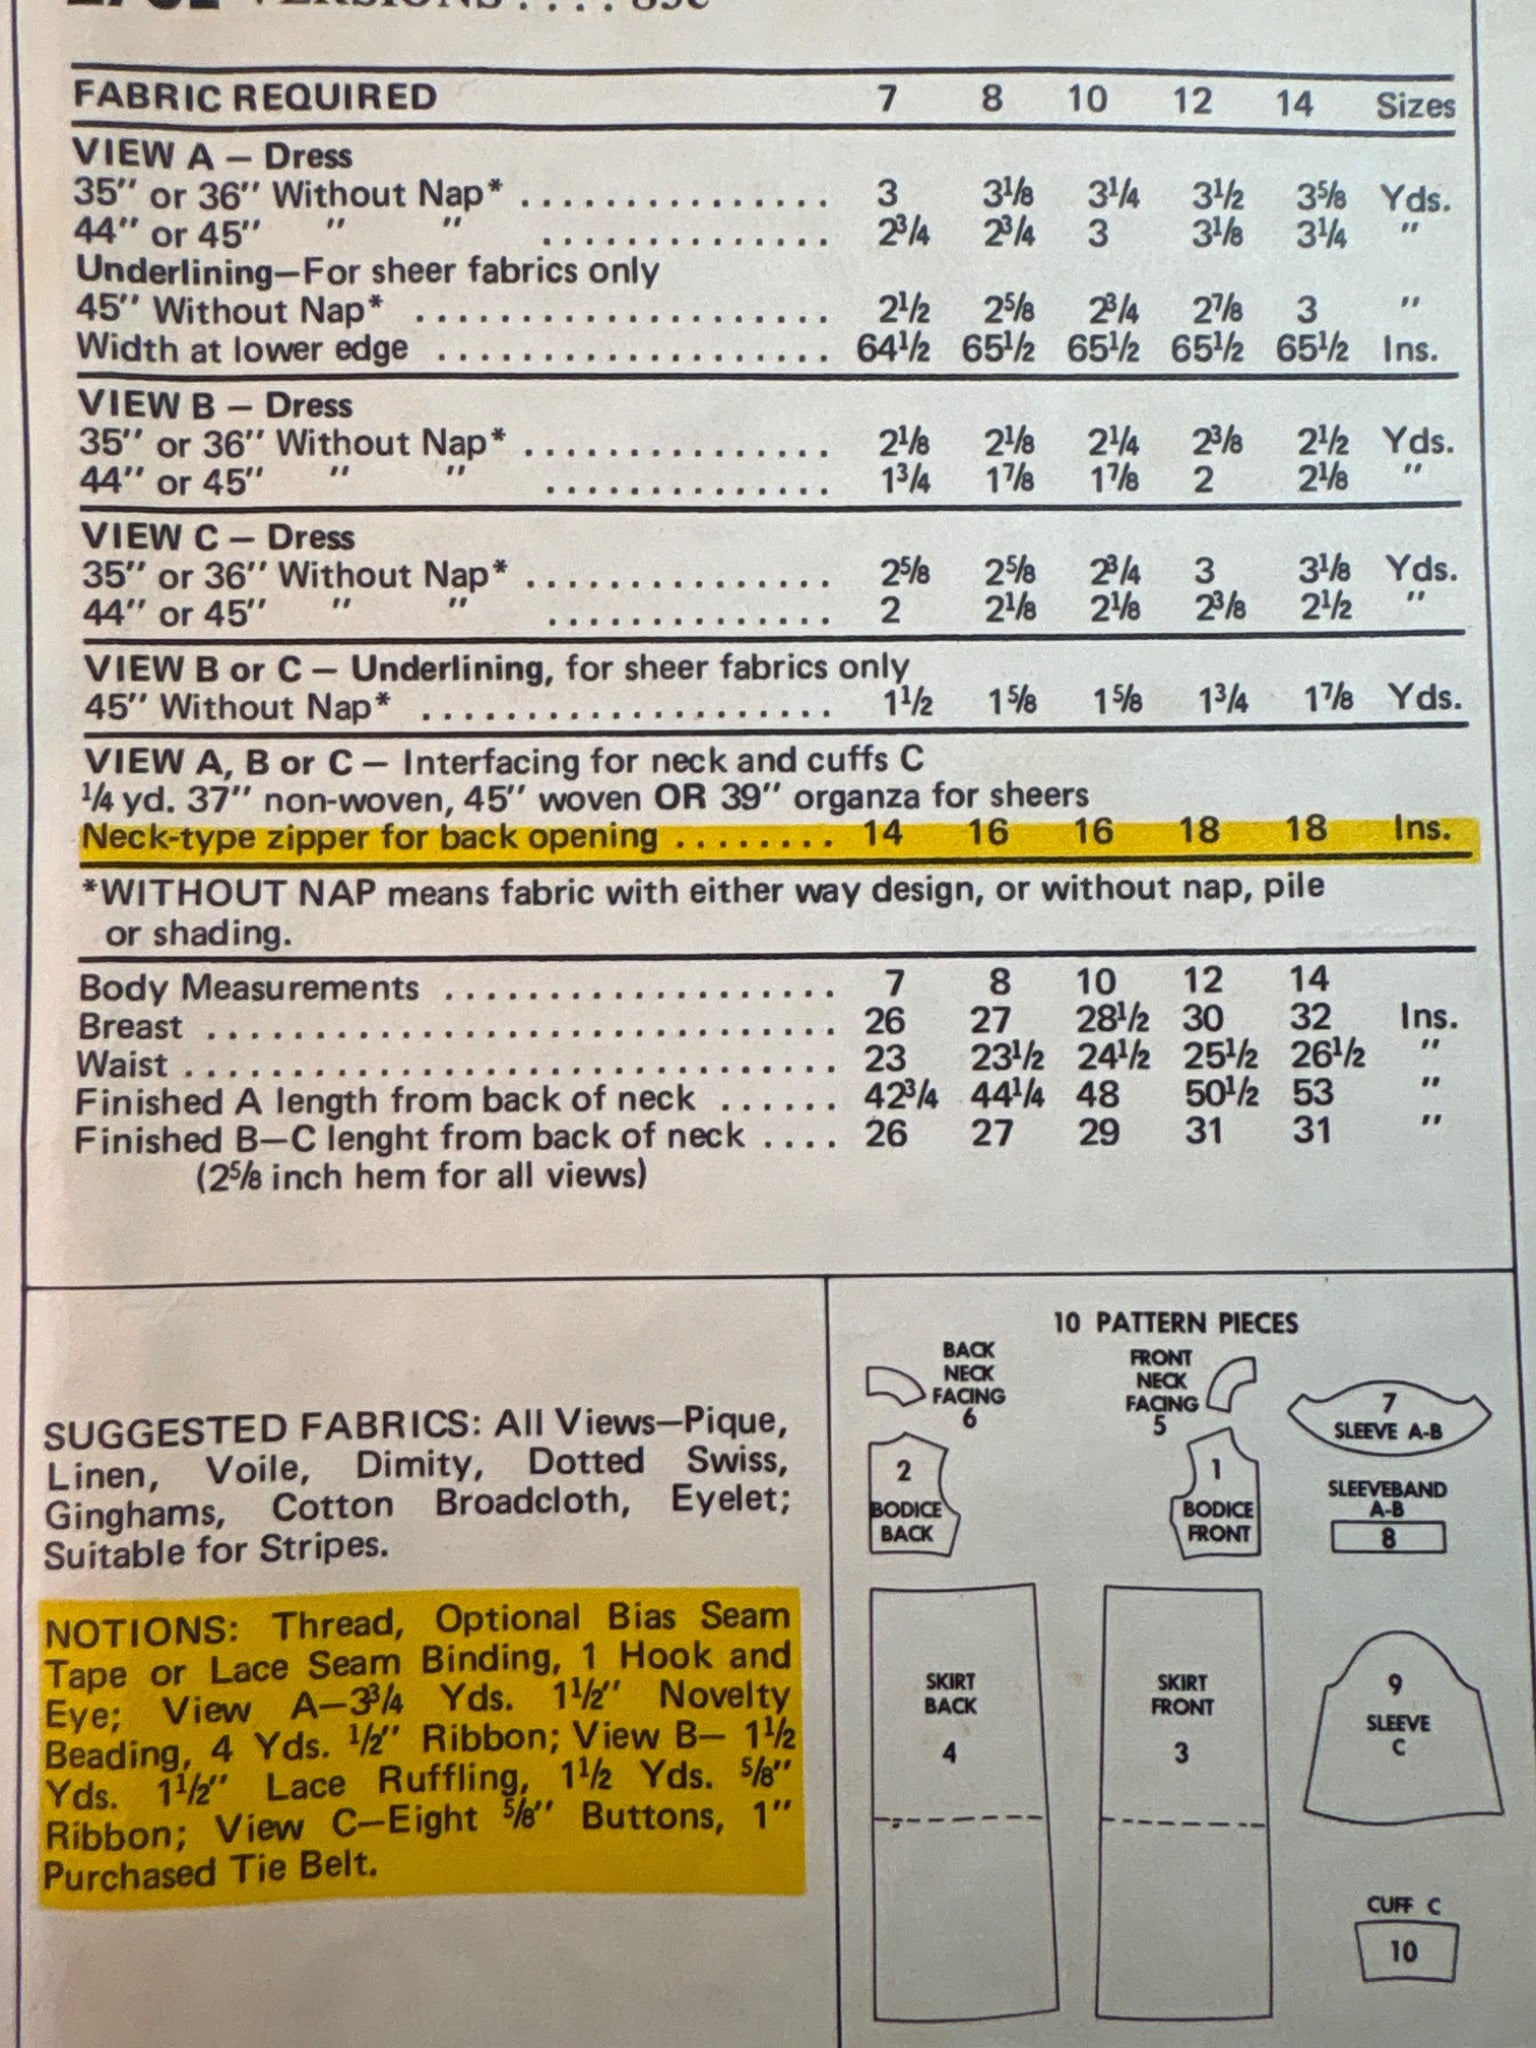 VERSIONS . . . .
FABRIC REQUIRED 7 8 10 12 14 Sizes
VIEW A – Dress
35" or 36" Without Nap* . . . . . . . . . . . . . . . 3 3⅛ 3¼ 3½ 3⅝ Yds.
44" or 45" " " . . . . . . . . . . . . . . 2¾ 2¾ 3 3⅛ 3¼ "
Underlining–For sheer fabrics only
45" Without Nap* . . . . . . . . . . . . . . . . . . . . 2½ 2⅝ 2¾ 2⅞ 3 "
Width at lower edge . . . . . . . . . . . . . . . . . . . 64½ 65½ 65½ 65½ 65½ Ins.
VIEW B – Dress
35" or 36" Without Nap* . . . . . . . . . . . . . . . 2⅛ 2⅛ 2¼ 2⅜ 2½ Yds.
44" or 45" " " . . . . . . . . . . . . . . 1¾ 1⅞ 1⅞ 2 2⅛ "
VIEW C – Dress
35" or 36" Without Nap* . . . . . . . . . . . . . . . 2⅝ 2⅝ 2¾ 3 3⅛ Yds.
44" or 45" " " . . . . . . . . . . . . . . 2 2⅛ 2⅛ 2⅜ 2½ "
VIEW B or C – Underlining, for sheer fabrics only
45" Without Nap* . . . . . . . . . . . . . . . . . . . . 1½ 1⅝ 1⅝ 1¾ 1⅞ Yds.
VIEW A, B or C – Interfacing for neck and cuffs C
¼ yd. 37" non-woven, 45" woven OR 39" organza for sheers
Neck-type zipper for back opening . . . . . . . . 14 16 16 18 18 Ins.
*WITHOUT NAP means fabric with either way design, or without nap, pile
or shading.
Body Measurements . . . . . . . . . . . . . . . . . . . 7 8 10 12 14
Breast . . . . . . . . . . . . . . . . . . . . . . . . . . . . . . 26 27 28½ 30 32 Ins.
Waist . . . . . . . . . . . . . . . . . . . . . . . . . . . . . . . 23 23½ 24½ 25½ 26½ "
Finished A length from back of neck . . . . . . 42¾ 44¼ 48 50½ 53 "
Finished B–C lenght from back of neck . . . . 26 27 29 31 31 "
(2⅝ inch hem for all views)
SUGGESTED FABRICS: All Views–Pique,
Linen, Voile, Dimity, Dotted Swiss,
Ginghams, Cotton Broadcloth, Eyelet;
Suitable for Stripes.
NOTIONS: Thread, Optional Bias Seam
Tape or Lace Seam Binding, 1 Hook and
Eye; View A–3¾ Yds. 1½" Novelty
Beading, 4 Yds. ½" Ribbon; View B– 1½
Yds. 1½" Lace Ruffling, 1½ Yds. ⅝"
Ribbon; View C–Eight ⅝" Buttons, 1"
Purchased Tie Belt.
10 PATTERN PIECES
BACK
NECK
FACING
6
FRONT
NECK
FACING
5
7
SLEEVE A-B
2
BODICE
BACK
1
BODICE
FRONT
SLEEVEBAND
A-B
8
SKIRT
BACK
4
SKIRT
FRONT
3
9
SLEEVE
C
CUFF C
10